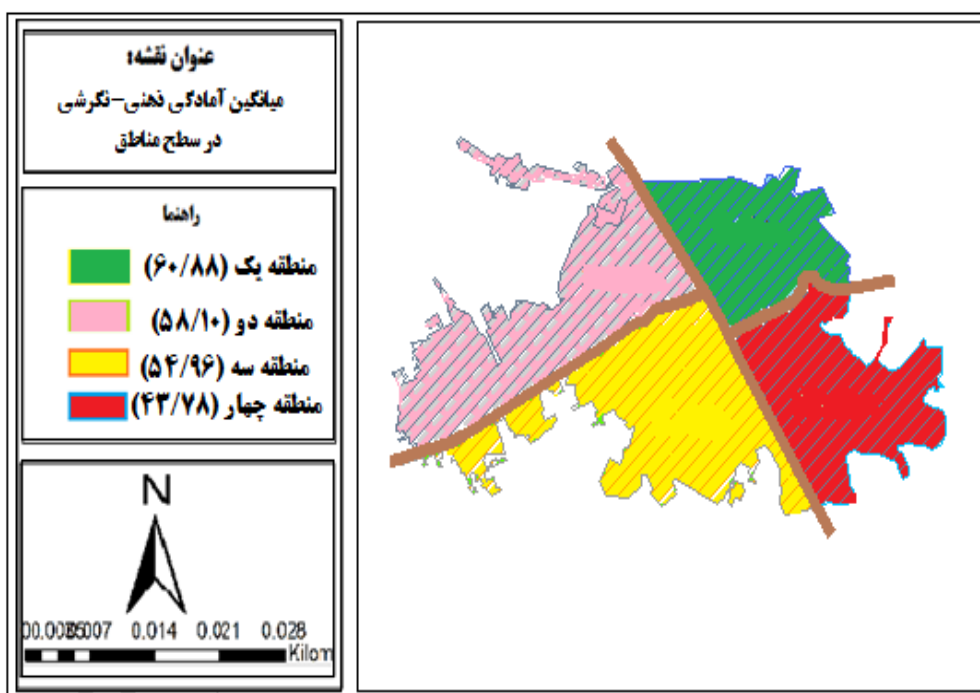 عنوان نقشه:
میانگین آمادگی ذهنی-نگرشی
در سطح مناطق
راهنما
منطقه یک (۶۰/۸۸)
منطقه دو (۵۸/۱۰)
منطقه سه (۵۴/۹۶)
منطقه چهار (۴۳/۷۸)
N
0.014 0.021 0.028
Kilom